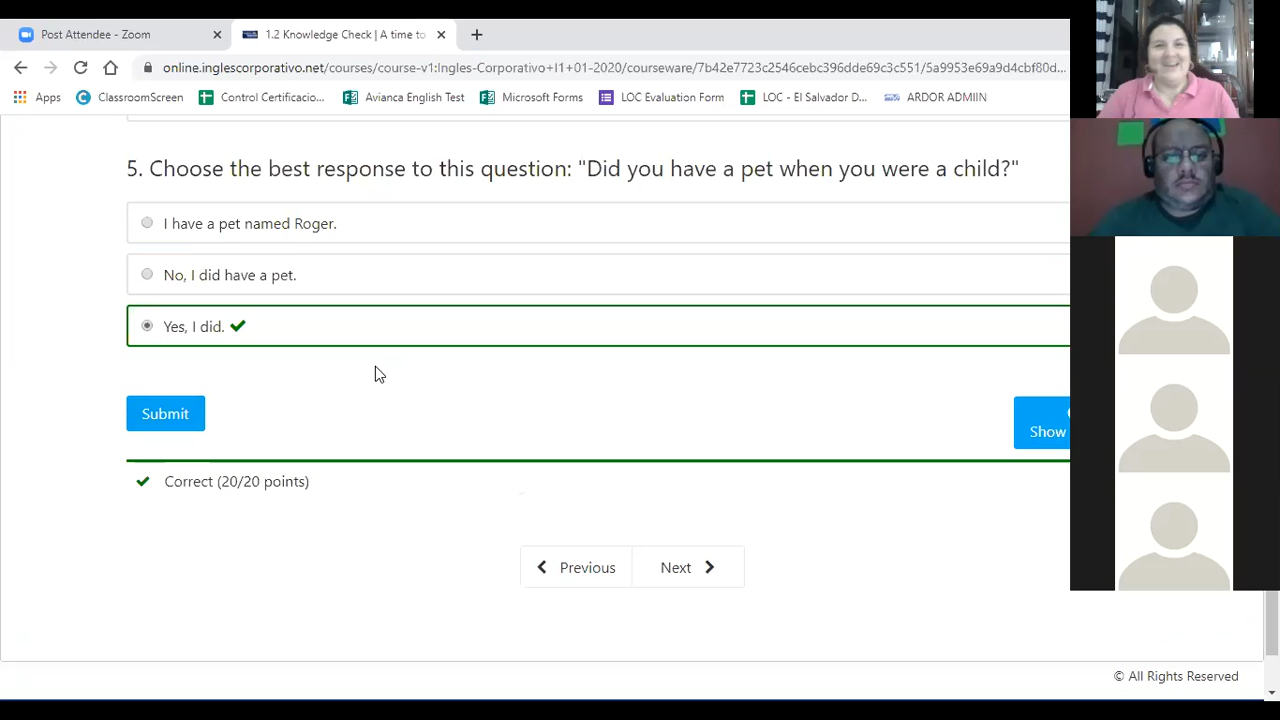 Post Attendee - Zoom
1.2 Knowledge Check | A time to
online.inglescorporativo.net/courses/course-v1:Ingles-Corporativo+I1+01-2020/courseware/7b42e7723c2546cebc396dde69c3c551/5a9953e69a9d4cbf80d...
Apps
ClassroomScreen
Control Certificacio...
Avianca English Test
Microsoft Forms
LOC Evaluation Form
LOC - El Salvador D...
ARDOR ADMIIN
5. Choose the best response to this question: "Did you have a pet when you were a child?"
I have a pet named Roger.
No, I did have a pet.
Yes, I did.
Submit
Show
Correct (20/20 points)
Previous
Next
© All Rights Reserved